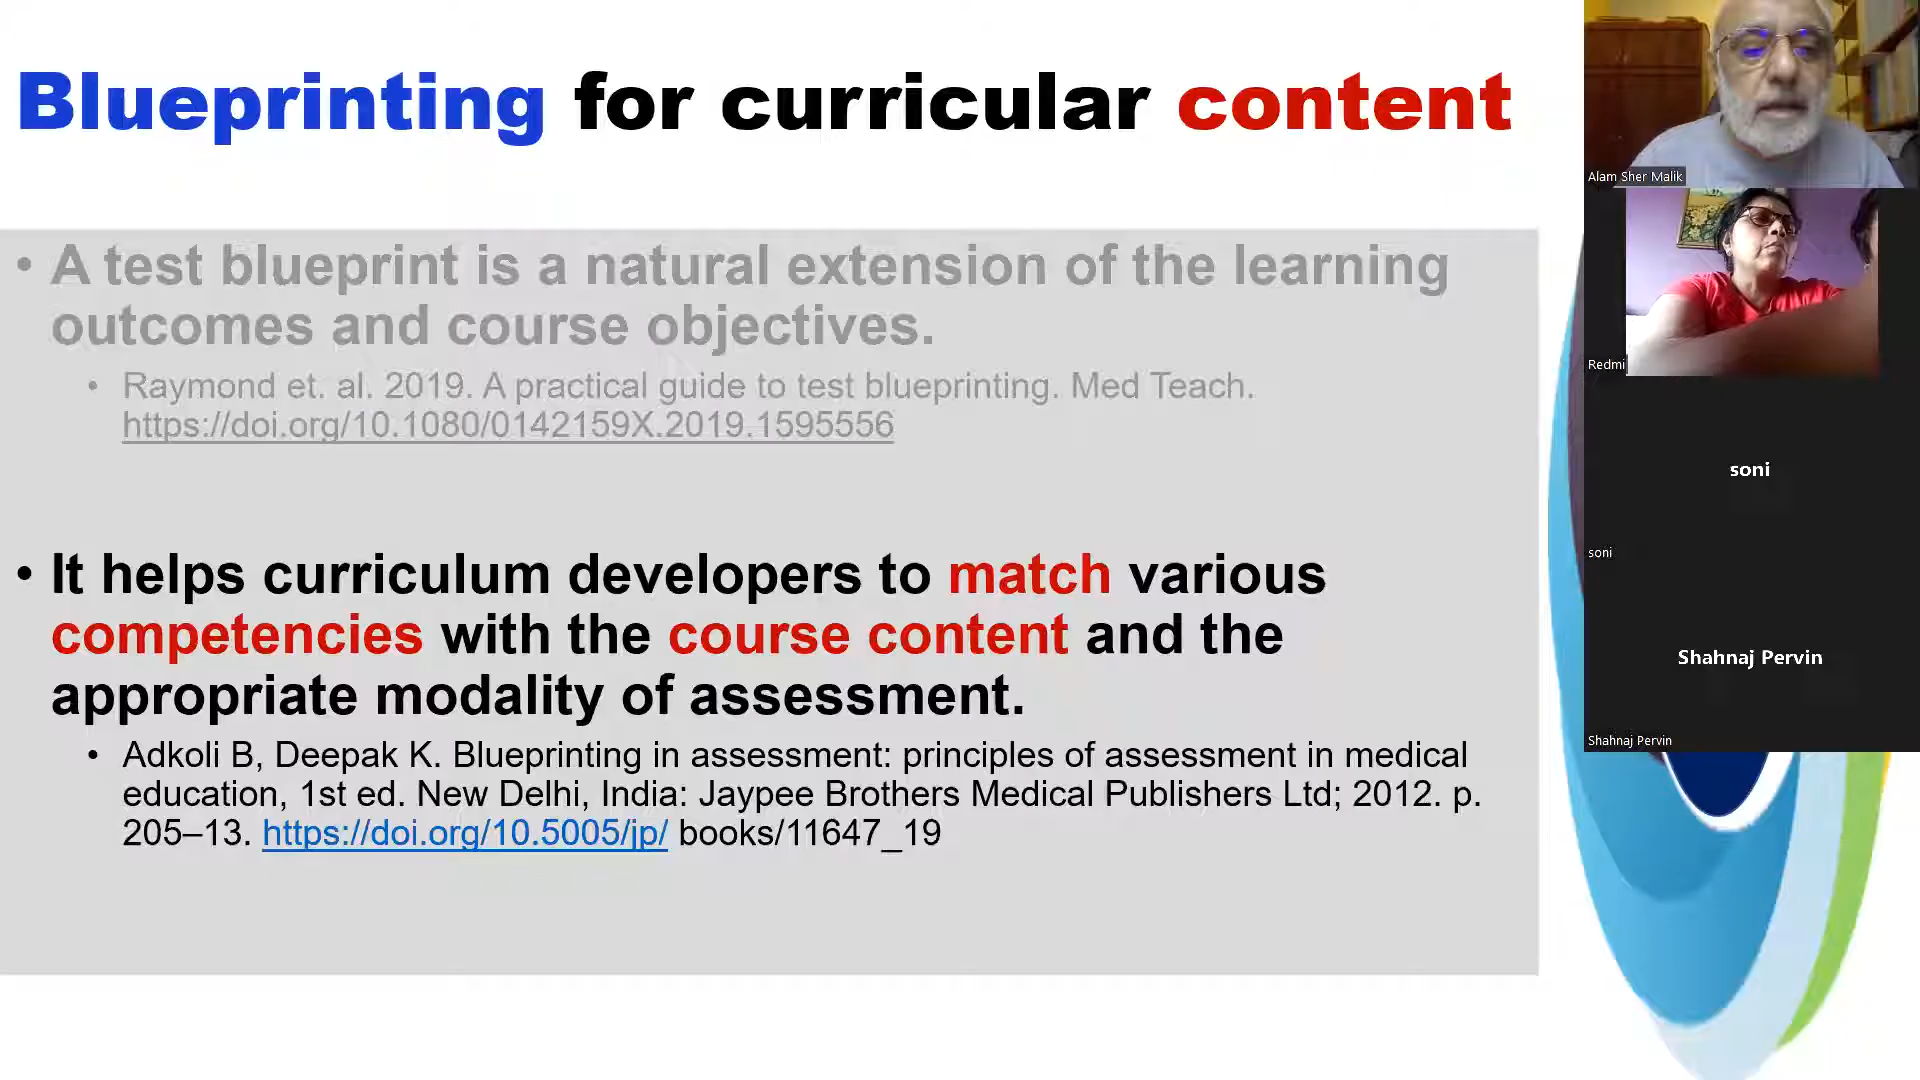 Blueprinting for curricular content
• A test blueprint is a natural extension of the learning
outcomes and course objectives.
• Raymond et. al. 2019. A practical guide to test blueprinting. Med Teach.
https://doi.org/10.1080/0142159X.2019.1595556
• It helps curriculum developers to match various
competencies with the course content and the
appropriate modality of assessment.
• Adkoli B, Deepak K. Blueprinting in assessment: principles of assessment in medical
education, 1st ed. New Delhi, India: Jaypee Brothers Medical Publishers Ltd; 2012. p.
205–13. https://doi.org/10.5005/jp/ books/11647_19
Alam Sher Malik
Redmi
soni
soni
Shahnaj Pervin
Shahnaj Pervin